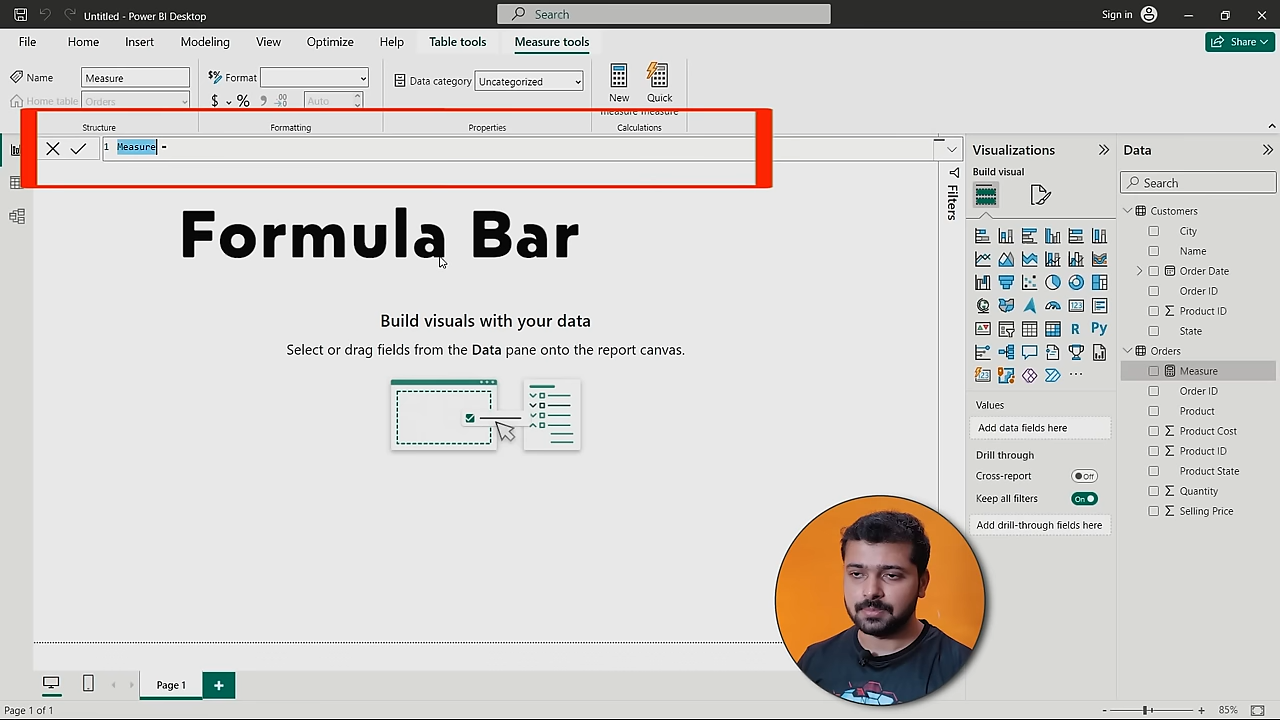 Untitled - Power BI Desktop
Search
Sign in
File
Home
Insert
Modeling
View
Optimize
Help
Table tools
Measure tools
Share
Name
Measure
Home table
Orders
$% Format
$ % 
Auto
Data category
Uncategorized
New
measure
Quick
measure
Structure
Formatting
Properties
Calculations
1 Measure =
Formula Bar
Build visuals with your data
Select or drag fields from the Data pane onto the report canvas.
Filters
Visualizations
Build visual
R
Py
123
Values
Add data fields here
Drill through
Cross-report
Off
Keep all filters
On
Add drill-through fields here
Data
Search
Customers
City
Name
Order Date
Order ID
Σ Product ID
State
Orders
Measure
Order ID
Product
Σ Product Cost
Σ Product ID
Product State
Σ Quantity
Σ Selling Price
Page 1
+
Page 1 of 1
- + 85%